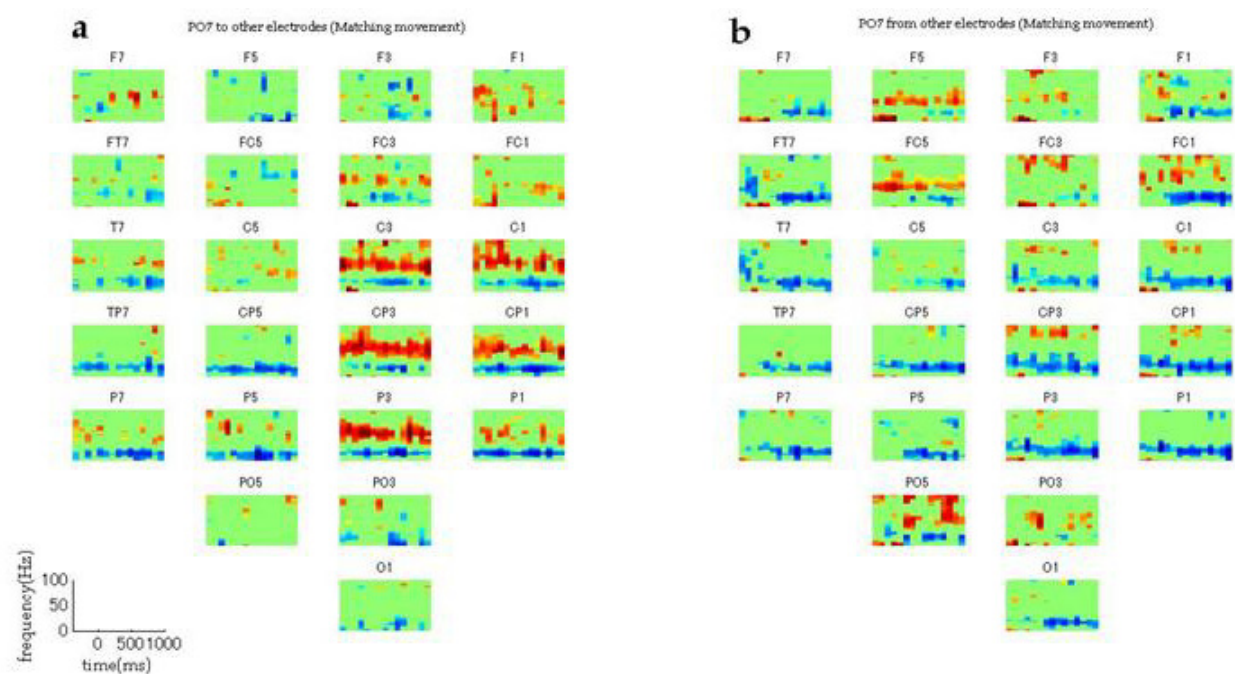 a PO7 to other electrodes (Matching movement)
F7 F5 F3 F1
FT7 FC5 FC3 FC1
T7 C5 C3 C1
TP7 CP5 CP3 CP1
P7 P5 P3 P1
PO5 PO3
O1
frequency(Hz)
100
50
0
0 500 1000
time(ms)
b PO7 from other electrodes (Matching movement)
F7 F5 F3 F1
FT7 FC5 FC3 FC1
T7 C5 C3 C1
TP7 CP5 CP3 CP1
P7 P5 P3 P1
PO5 PO3
O1